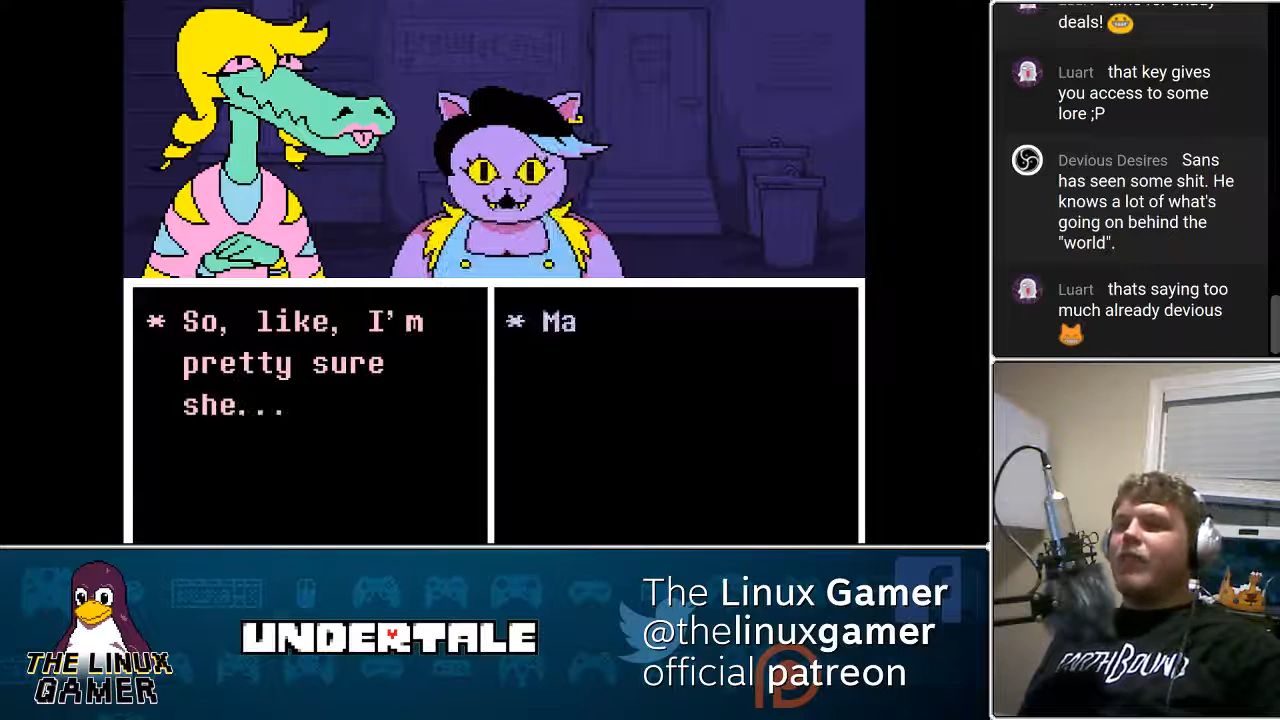 * So, like, I'm
pretty sure
she...
* Ma
deals! 😁
Luart that key gives
you access to some
lore ;P
Devious Desires Sans
has seen some shit. He
knows a lot of what's
going on behind the
"world".
Luart thats saying too
much already devious
😸
EARTHBOUND
THE LINUX
GAMER
UNDERTALE
The Linux Gamer
@thelinuxgamer
official patreon